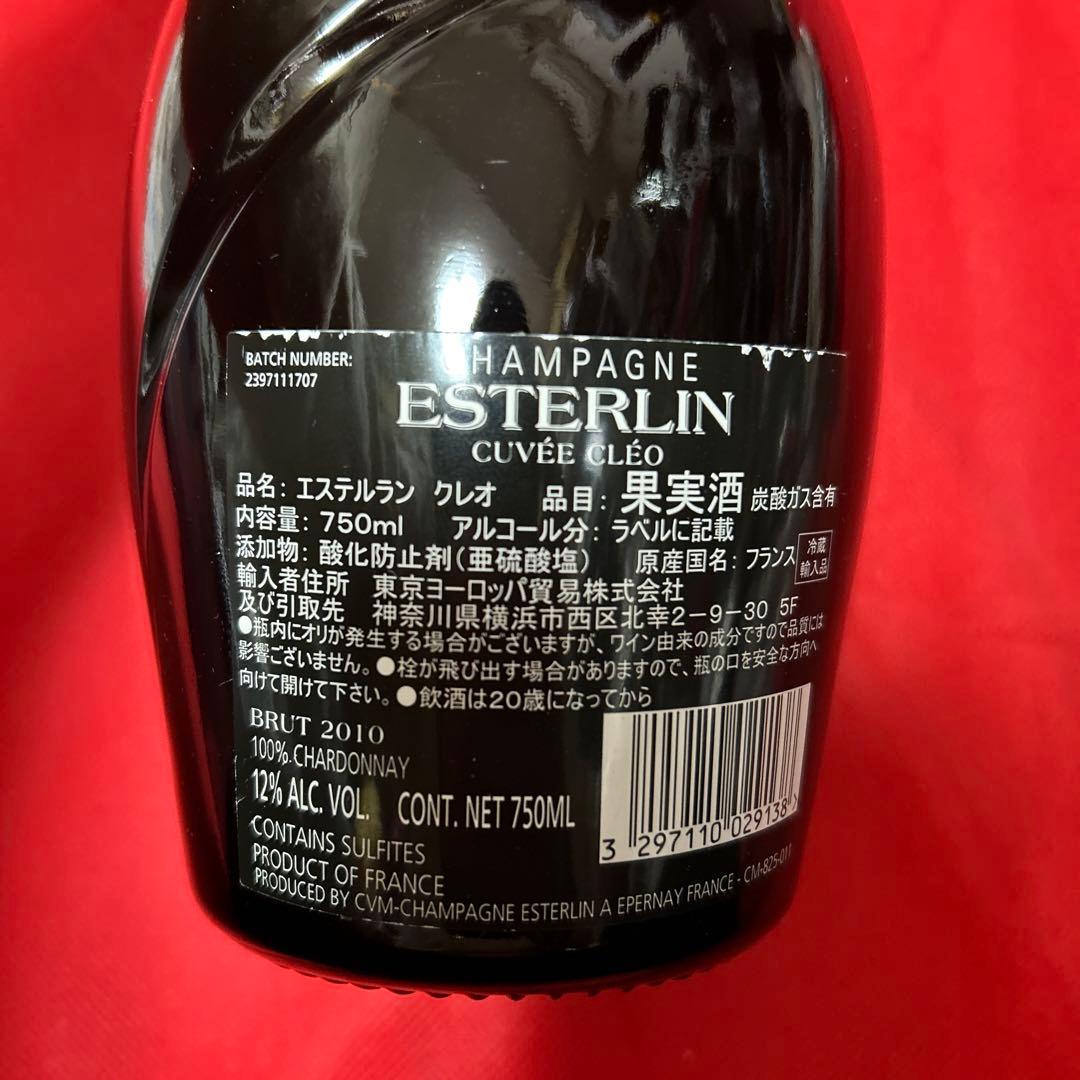 BATCH NUMBER:
2397111707
CHAMPAGNE
ESTERLIN
CUVÉE CLÉO
品名: エステルラン クレオ 品目: 果実酒 炭酸ガス含有
内容量: 750ml アルコール分: ラベルに記載
添加物: 酸化防止剤(亜硫酸塩) 原産国名: フランス 冷蔵輸入品
輸入者住所 東京ヨーロッパ貿易株式会社
及び引取先 神奈川県横浜市西区北幸2-9-30 5F
●瓶内にオリが発生する場合がございますが、ワイン由来の成分ですので品質には
影響ございません。●栓が飛び出す場合がありますので、瓶の口を安全な方向へ
向けて開けて下さい。●飲酒は20歳になってから
BRUT 2010
100% CHARDONNAY
12% ALC. VOL. CONT. NET 750ML
CONTAINS SULFITES
PRODUCT OF FRANCE
PRODUCED BY CVM-CHAMPAGNE ESTERLIN A EPERNAY FRANCE - CM-825-011
3 297110 029138 >